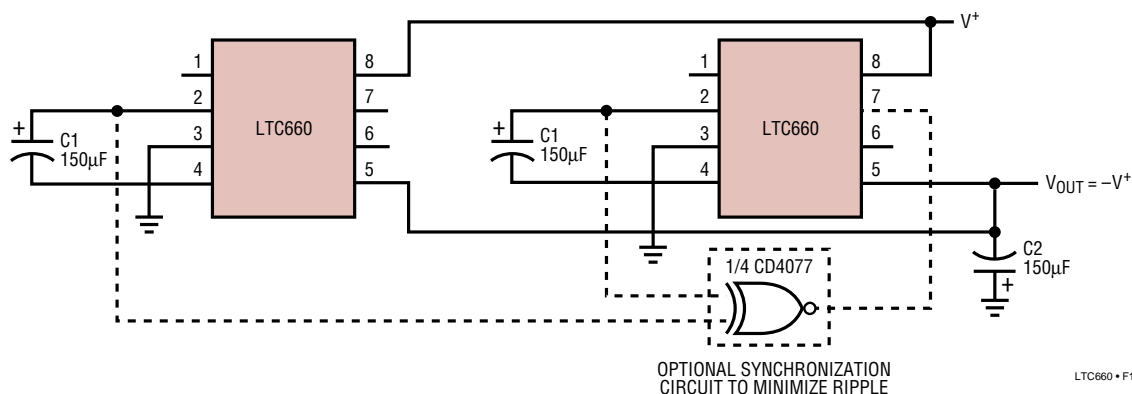 V+
1
2
3
4
8
7
6
5
LTC660
+
C1
150µF
1
2
3
4
8
7
6
5
LTC660
+
C1
150µF
VOUT = –V+
C2
150µF
+
1/4 CD4077
OPTIONAL SYNCHRONIZATION
CIRCUIT TO MINIMIZE RIPPLE
LTC660 • F1